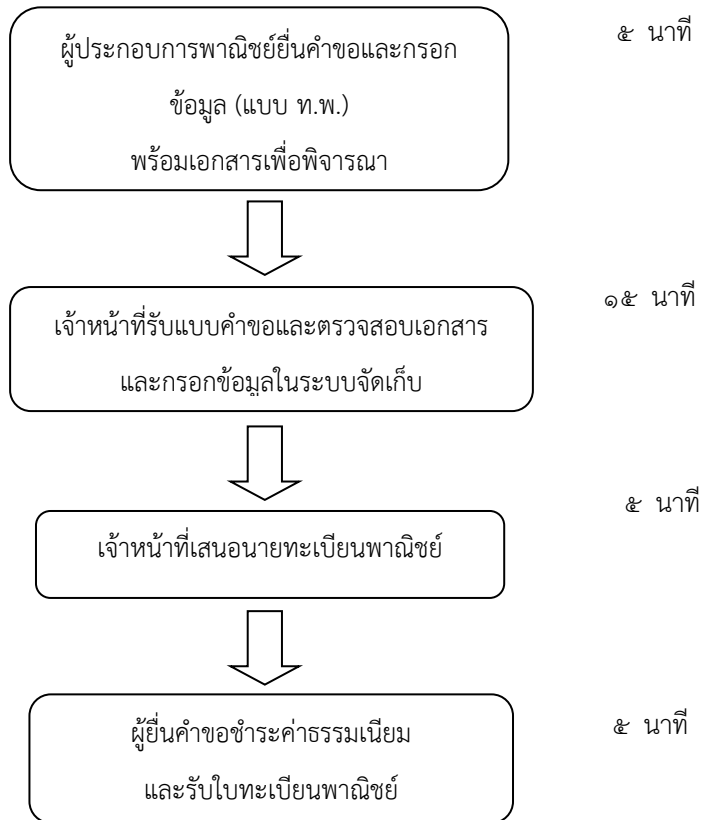 ผู้ประกอบการพาณิชย์ยื่นคำขอและกรอก
ข้อมูล (แบบ ท.พ.)
พร้อมเอกสารเพื่อพิจารณา
๕ นาที
เจ้าหน้าที่รับแบบคำขอและตรวจสอบเอกสาร
และกรอกข้อมูลในระบบจัดเก็บ
๑๕ นาที
เจ้าหน้าที่เสนอนายทะเบียนพาณิชย์
๕ นาที
ผู้ยื่นคำขอชำระค่าธรรมเนียม
และรับใบทะเบียนพาณิชย์
๕ นาที